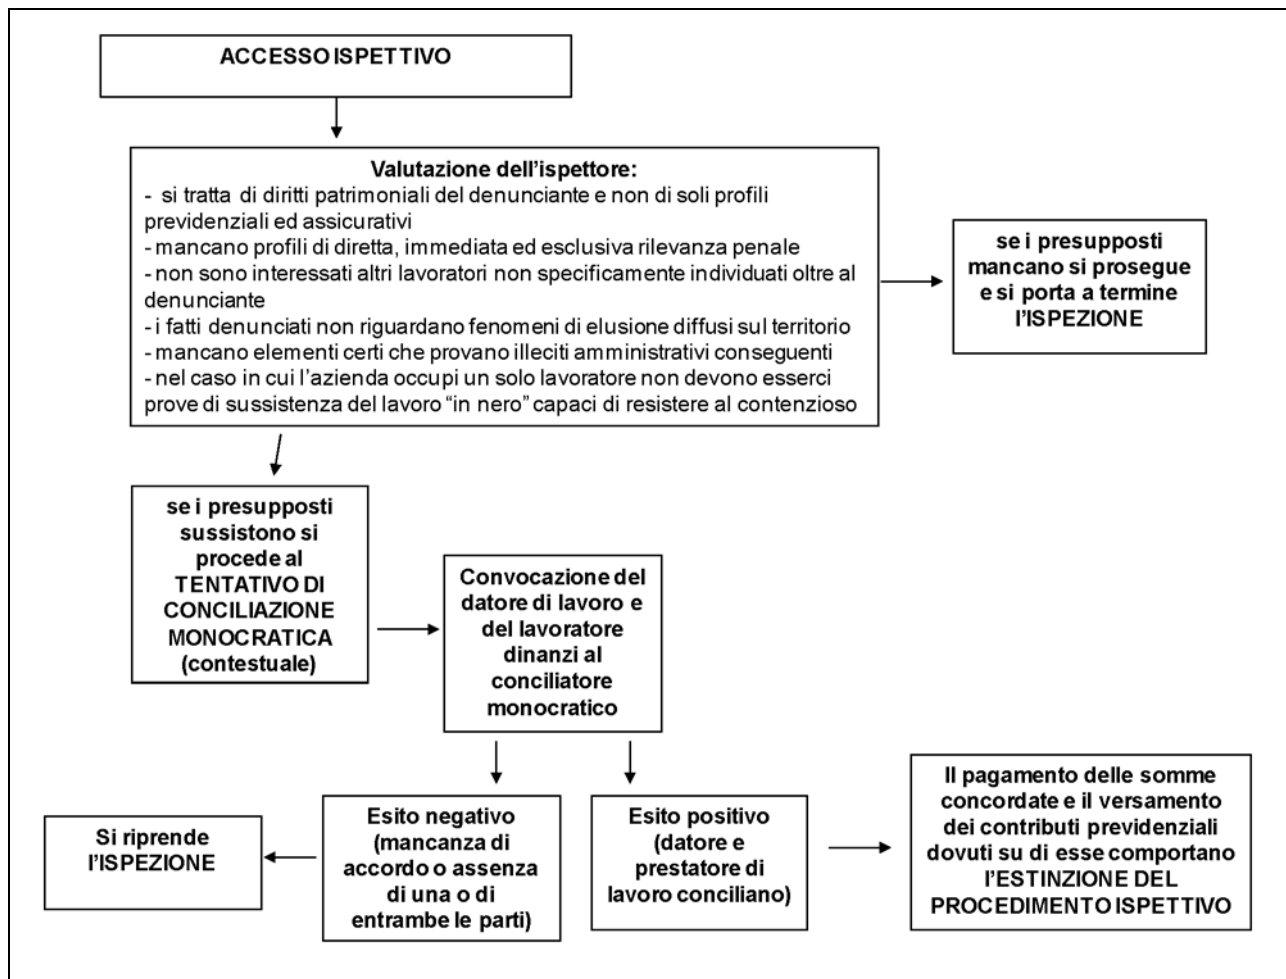 ACCESSO ISPETTIVO
Valutazione dell'ispettore:
- si tratta di diritti patrimoniali del denunciante e non di soli profili
previdenziali ed assicurativi
- mancano profili di diretta, immediata ed esclusiva rilevanza penale
- non sono interessati altri lavoratori non specificamente individuati oltre al
denunciante
- i fatti denunciati non riguardano fenomeni di elusione diffusi sul territorio
- mancano elementi certi che provano illeciti amministrativi conseguenti
- nel caso in cui l'azienda occupi un solo lavoratore non devono esserci
prove di sussistenza del lavoro "in nero" capaci di resistere al contenzioso
se i presupposti
mancano si prosegue
e si porta a termine
l'ISPEZIONE
se i presupposti
sussistono si
procede al
TENTATIVO DI
CONCILIAZIONE
MONOCRATICA
(contestuale)
Convocazione del
datore di lavoro e
del lavoratore
dinanzi al
conciliatore
monocratico
Si riprende
l'ISPEZIONE
Esito negativo
(mancanza di
accordo o assenza
di una o di
entrambe le parti)
Esito positivo
(datore e
prestatore di
lavoro conciliano)
Il pagamento delle somme
concordate e il versamento
dei contributi previdenziali
dovuti su di esse comportano
l'ESTINZIONE DEL
PROCEDIMENTO ISPETTIVO